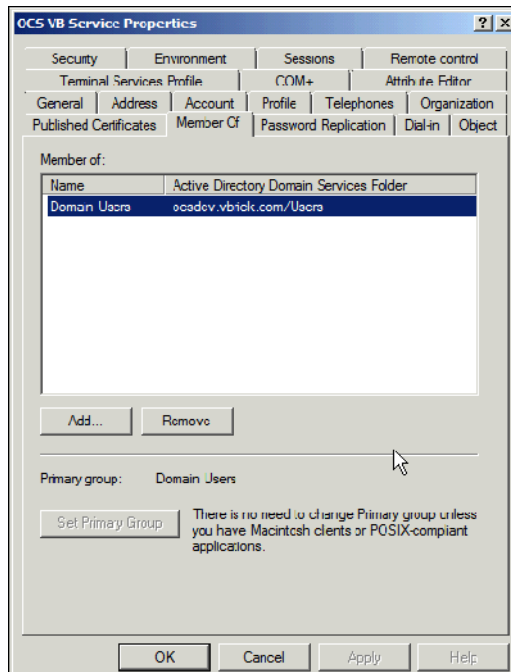 OCS VB Service Properties
Security Environment Sessions Remote control
Terminal Services Profile COM+ Attribute Editor
General Address Account Profile Telephones Organization
Published Certificates Member Of Password Replication Dial-in Object
Member of:
Name Active Directory Domain Services Folder
Domain Users ocsdev.vbrick.com/Users
Add... Remove
Primary group: Domain Users
Set Primary Group
There is no need to change Primary group unless
you have Macintosh clients or POSIX-compliant
applications.
OK Cancel Apply Help